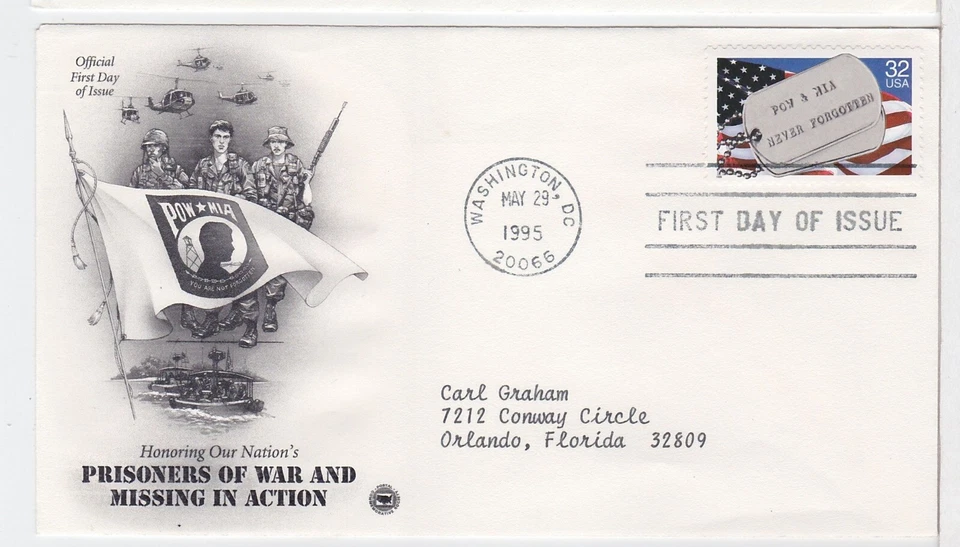 Official
First Day
of Issue
POW★MIA
YOU ARE NOT FORGOTTEN
Honoring Our Nation's
PRISONERS OF WAR AND
MISSING IN ACTION
WASHINGTON, DC
MAY 29
1995
20066
32
USA
POW & MIA
NEVER FORGOTTEN
FIRST DAY OF ISSUE
Carl Graham
7212 Conway Circle
Orlando, Florida 32809